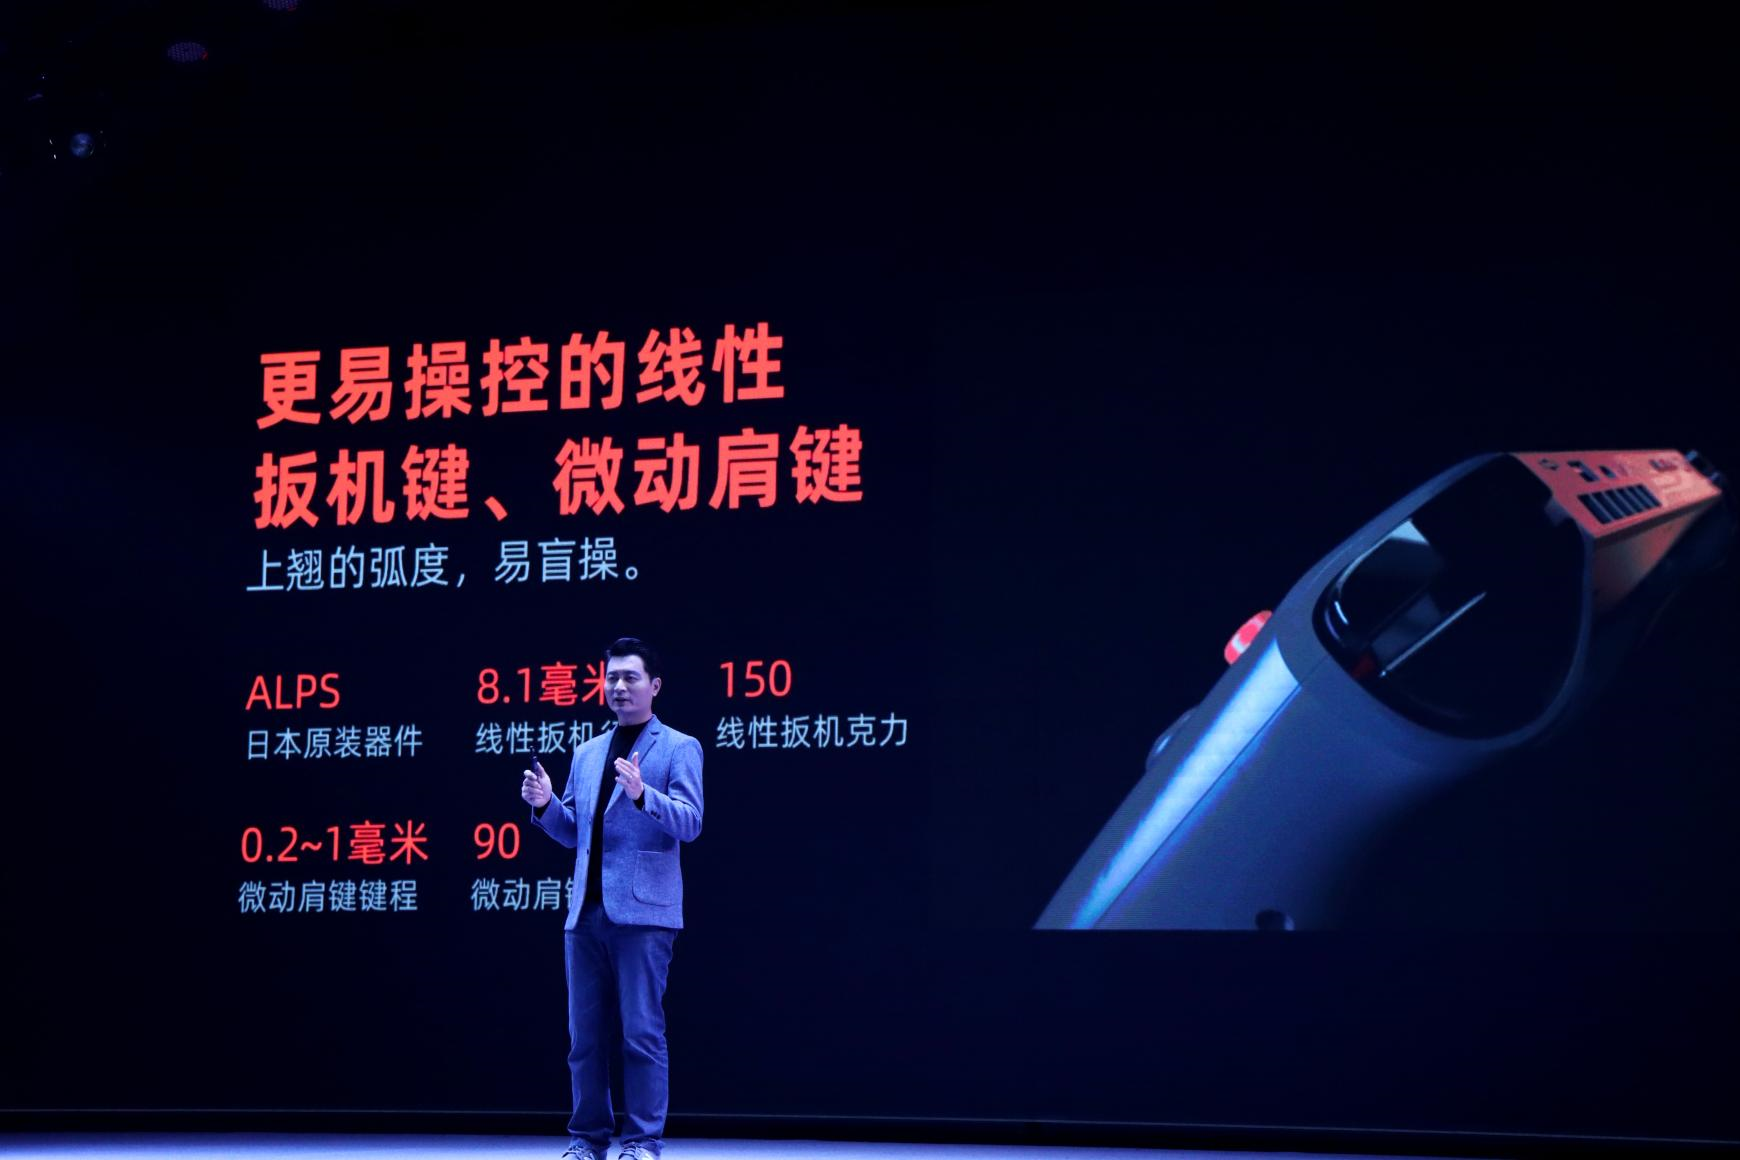 更易操控的线性
扳机键、微动肩键
上翘的弧度，易盲操。
ALPS 8.1毫米 150
日本原装器件 线性扳机 线性扳机克力
0.2~1毫米 90
微动肩键键程 微动肩